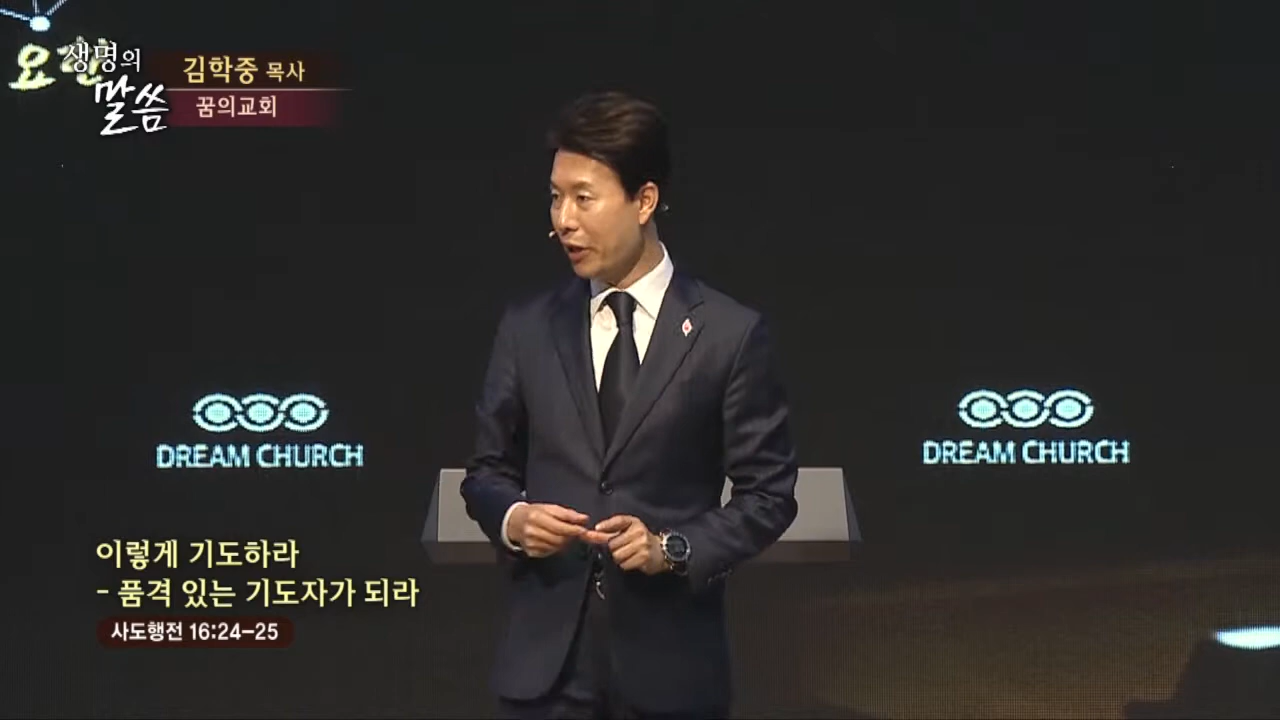 생명의
말씀
김학중 목사
꿈의교회
DREAM CHURCH
DREAM CHURCH
이렇게 기도하라
- 품격 있는 기도자가 되라
사도행전 16:24-25